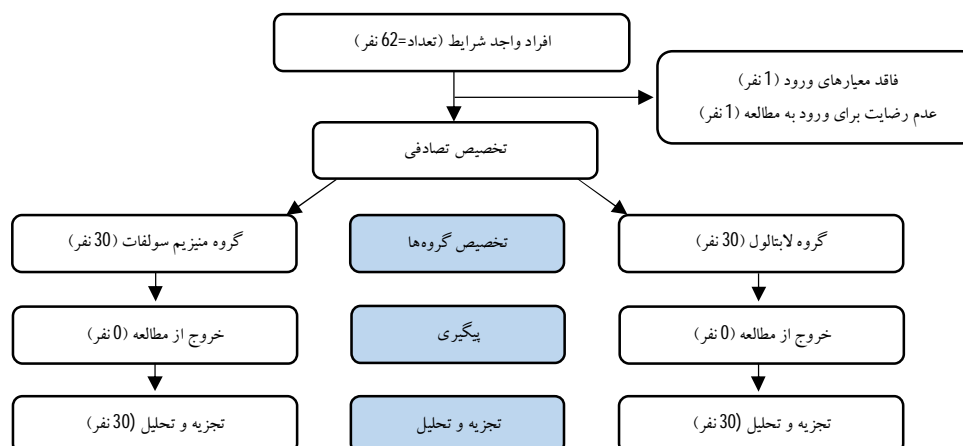 افراد واجد شرایط (تعداد=62 نفر)
فاقد معیارهای ورود (1 نفر)
عدم رضایت برای ورود به مطالعه (1 نفر)
تخصیص تصادفی
گروه لابتالول (30 نفر)
تخصیص گروه‌ها
گروه منیزیم سولفات (30 نفر)
خروج از مطالعه (0 نفر)
پیگیری
خروج از مطالعه (0 نفر)
تجزیه و تحلیل (30 نفر)
تجزیه و تحلیل
تجزیه و تحلیل (30 نفر)